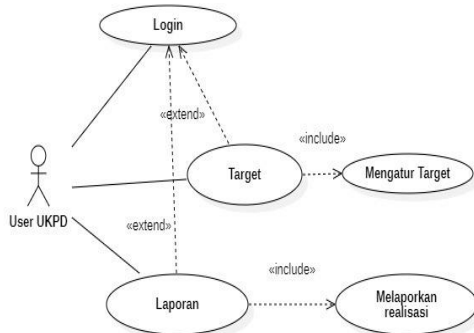 Login
«extend»
«include»
Target
Mengatur Target
User UKPD
«extend»
«include»
Laporan
Melaporkan
realisasi